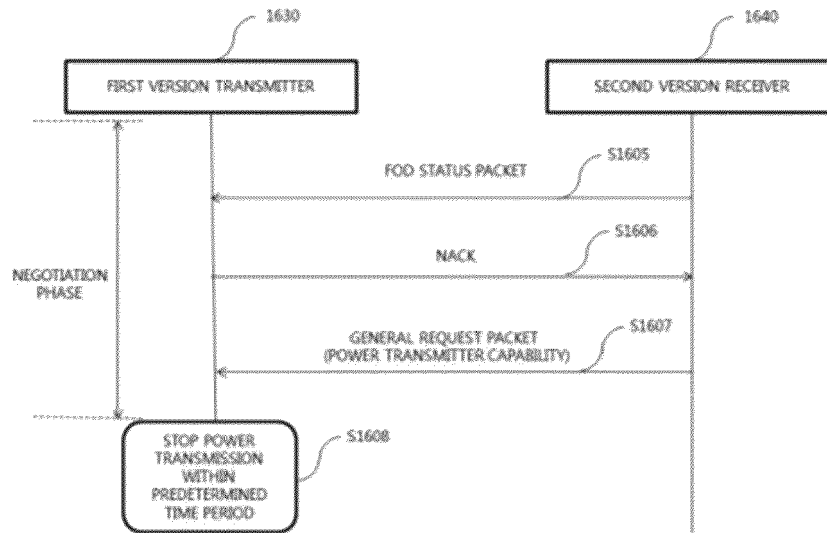 1630
1640
FIRST VERSION TRANSMITTER
SECOND VERSION RECEIVER
S1605
FOD STATUS PACKET
S1606
NACK
NEGOTIATION
PHASE
S1607
GENERAL REQUEST PACKET
(POWER TRANSMITTER CAPABILITY)
STOP POWER
TRANSMISSION
WITHIN
PREDETERMINED
TIME PERIOD
S1608